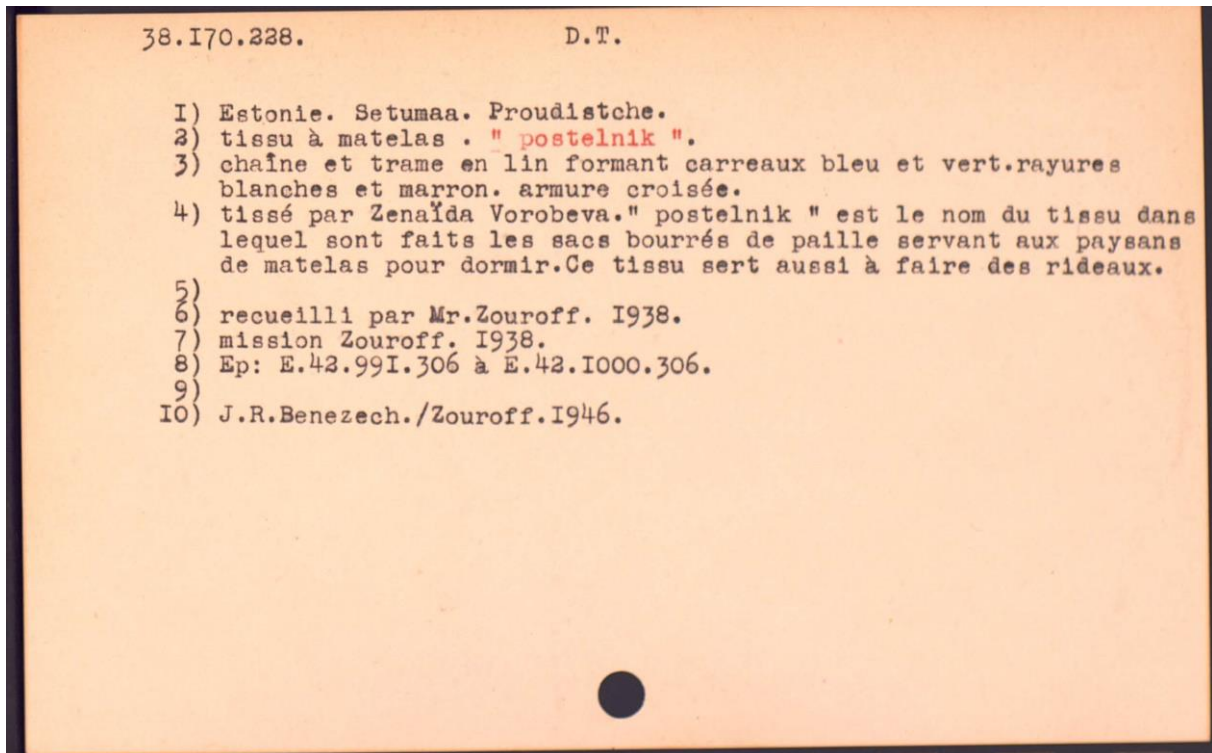 38.I70.228. D.T.
I) Estonie. Setumaa. Proudistche.
2) tissu à matelas . " postelnik ".
3) chaîne et trame en lin formant carreaux bleu et vert.rayures
blanches et marron. armure croisée.
4) tissé par Zenaïda Vorobeva." postelnik " est le nom du tissu dans
lequel sont faits les sacs bourrés de paille servant aux paysans
de matelas pour dormir.Ce tissu sert aussi à faire des rideaux.
5)
6) recueilli par Mr.Zouroff. I938.
7) mission Zouroff. I938.
8) Ep: E.42.99I.306 à E.42.I000.306.
9)
IO) J.R.Benezech./Zouroff.I946.